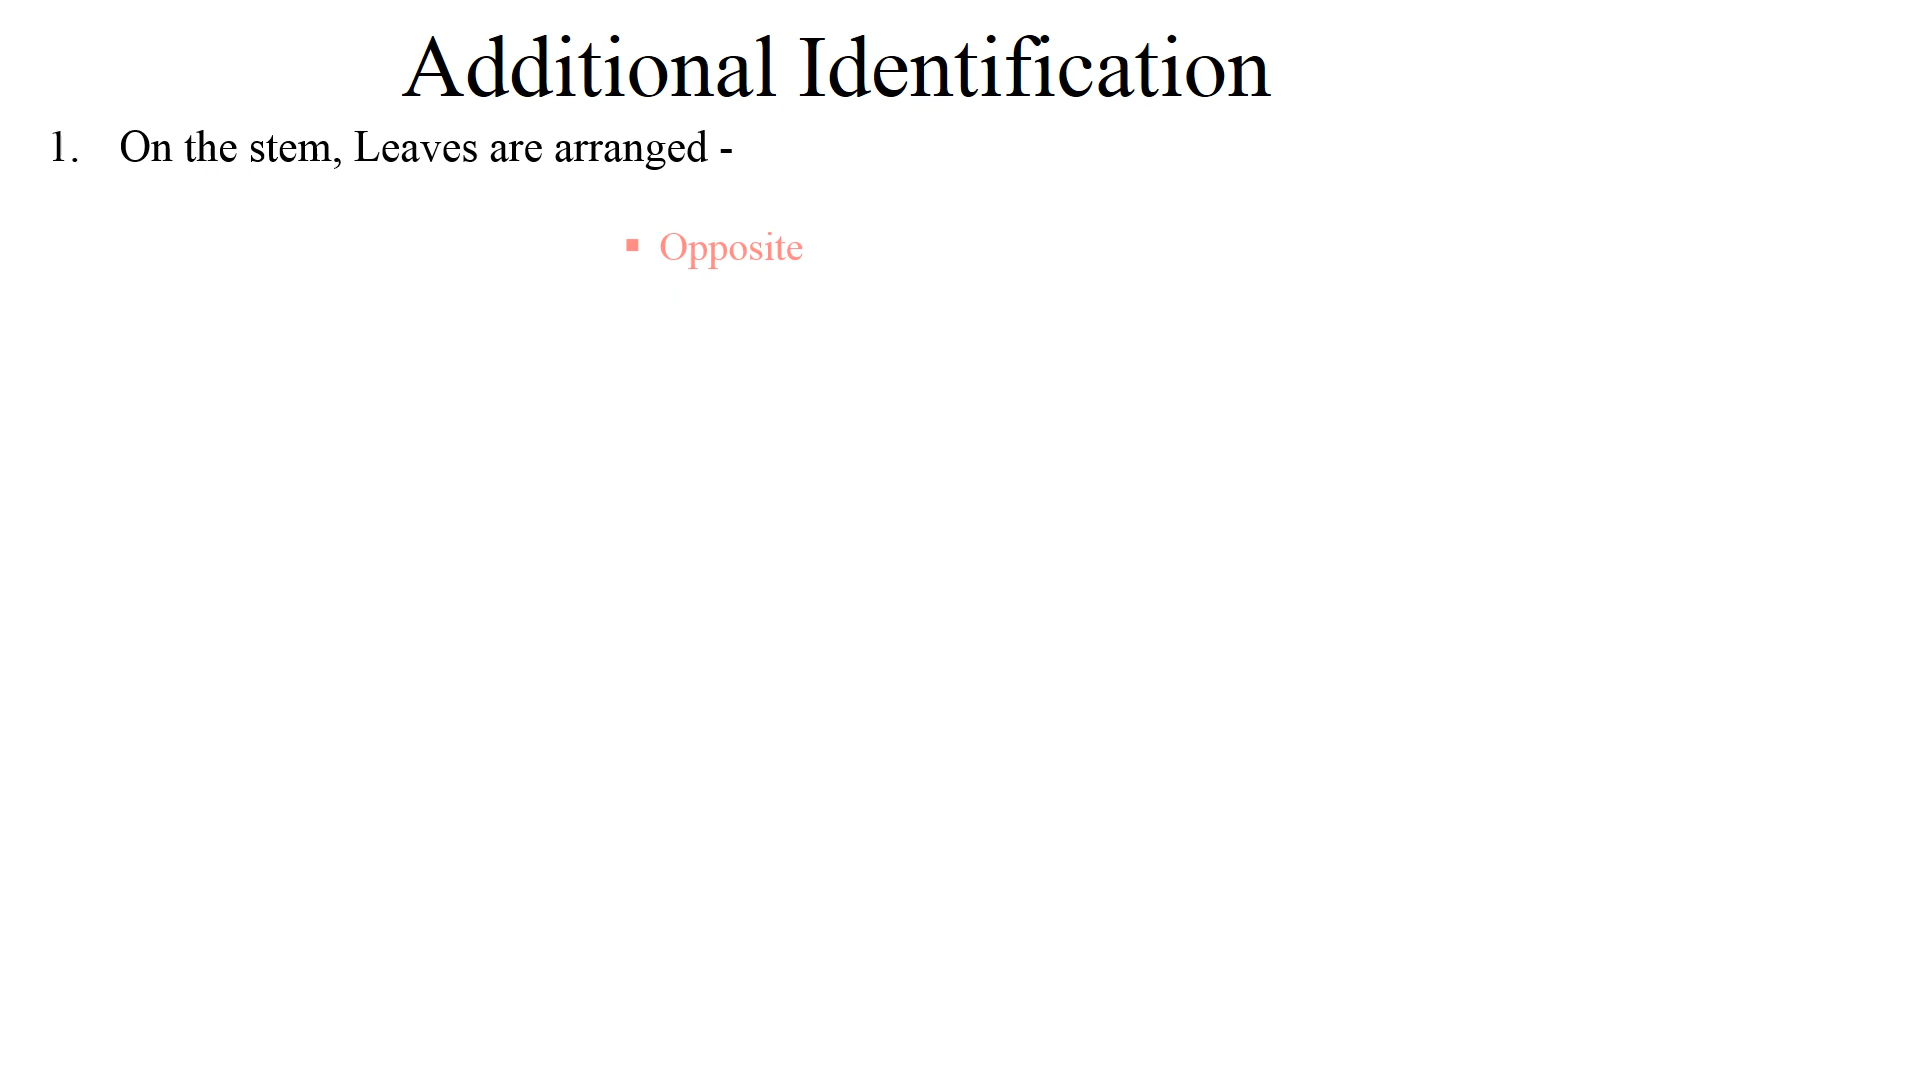 Additional Identification
1. On the stem, Leaves are arranged -
▪ Opposite